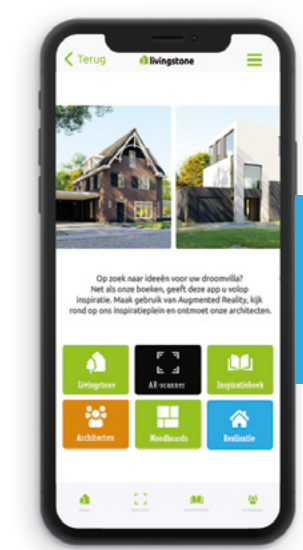 Terug
livingstone
Op zoek naar ideeën voor uw droomvilla?
Net als onze boeken, geeft deze app u volop
inspiratie. Maak gebruik van Augmented Reality, kijk
rond op ons inspiratieplein en ontmoet onze architecten.
Livingstone
AR-scanner
Inspiratieboek
Architecten
Moodboards
Realisatie